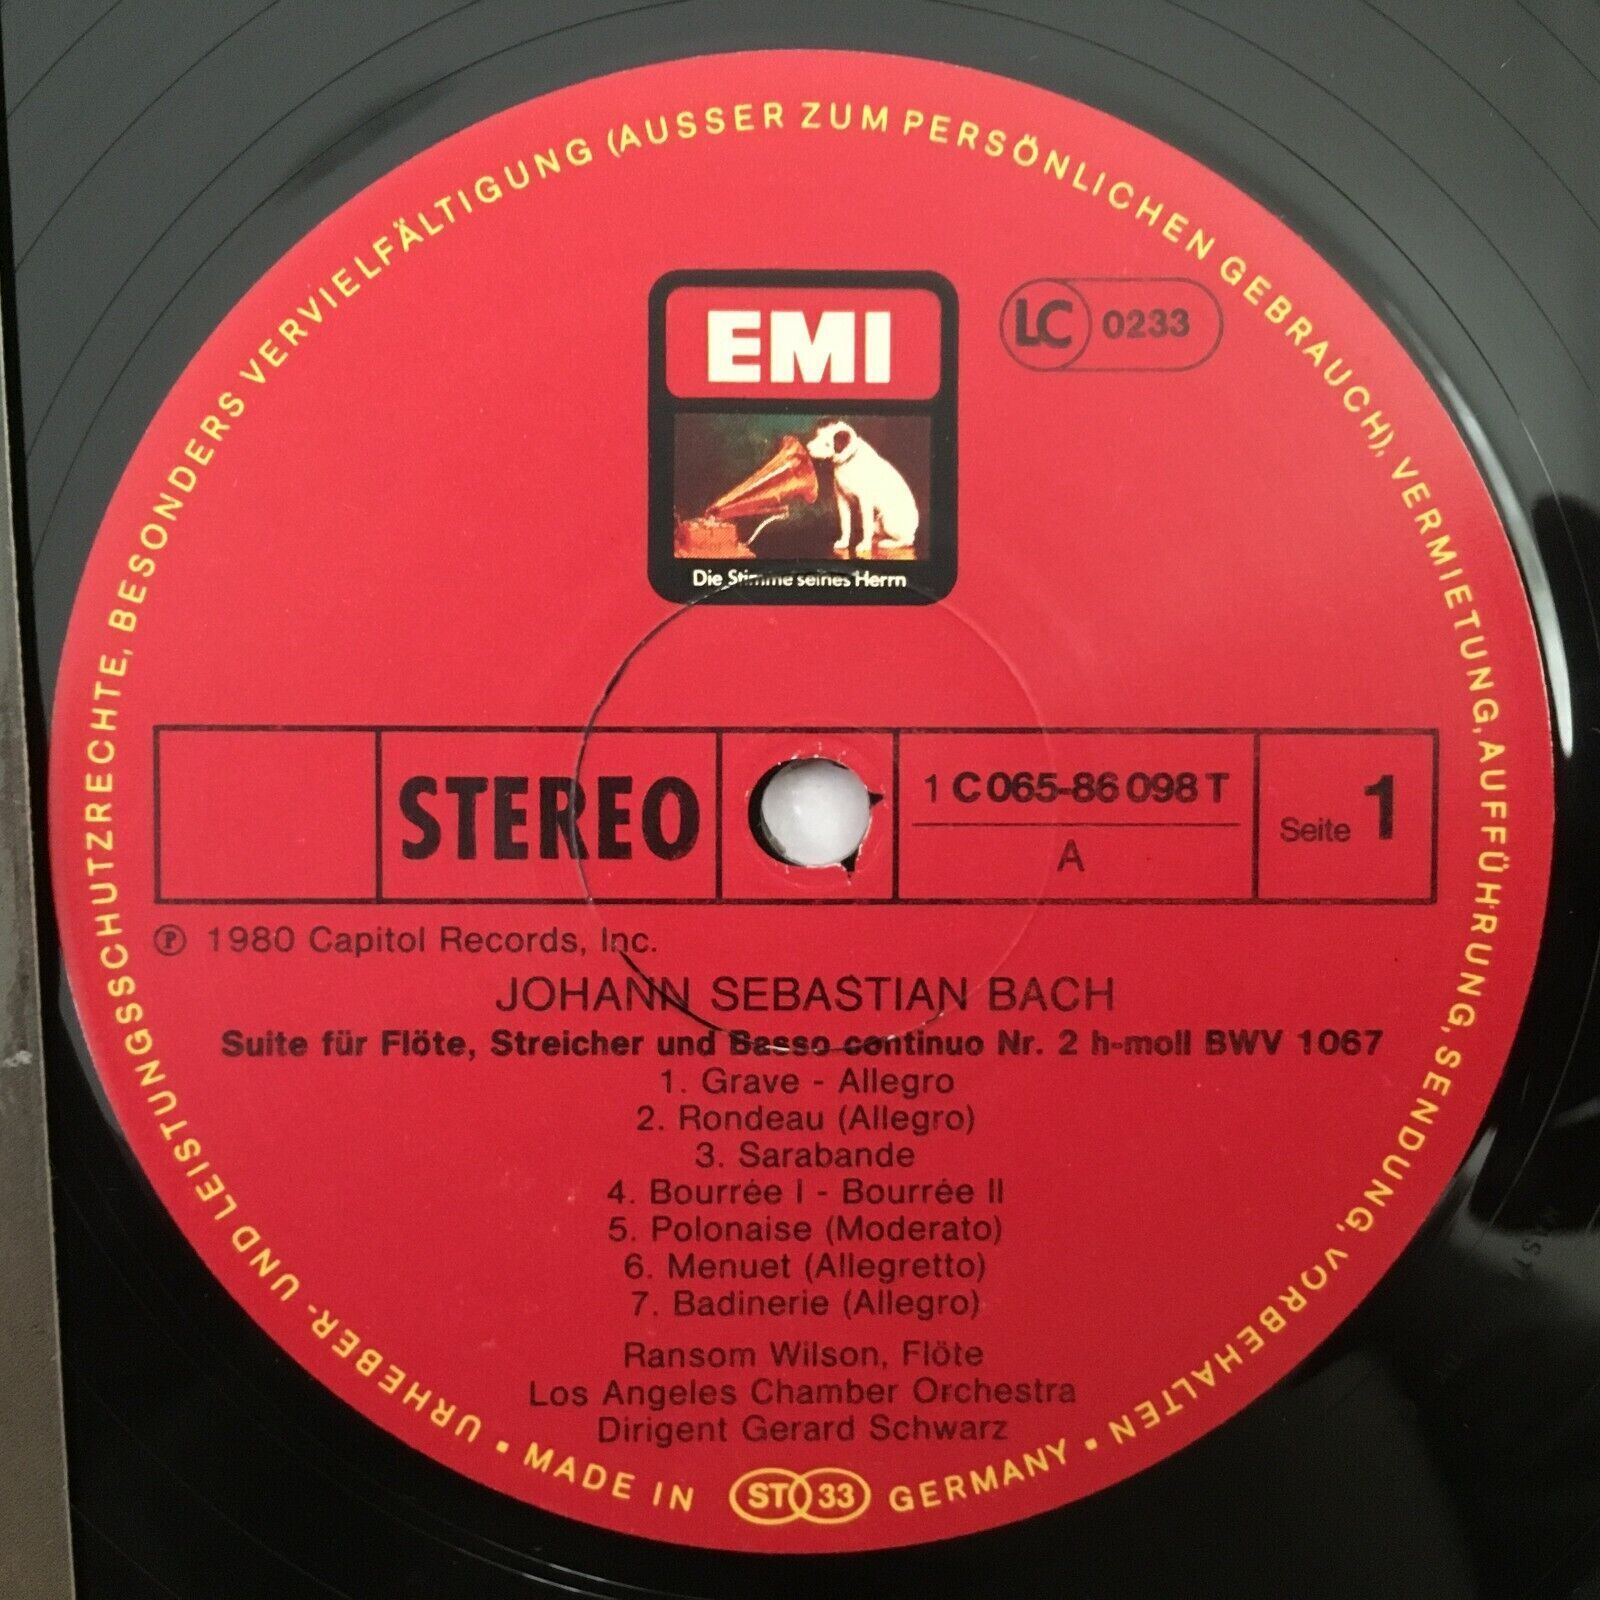 URHEBER- UND LEISTUNGSSCHUTZRECHTE, BESONDERS VERVIELFÄLTIGUNG (AUSSER ZUM PERSÖNLICHEN GEBRAUCH), VERMIETUNG, AUFFÜHRUNG, SENDUNG, VORBEHALTEN •
EMI
LC 0233
Die Stimme seines Herrn
STEREO
1 C 065-86 098 T
A
Seite 1
℗ 1980 Capitol Records, Inc.
JOHANN SEBASTIAN BACH
Suite für Flöte, Streicher und Basso continuo Nr. 2 h-moll BWV 1067
1. Grave - Allegro
2. Rondeau (Allegro)
3. Sarabande
4. Bourrée I - Bourrée II
5. Polonaise (Moderato)
6. Menuet (Allegretto)
7. Badinerie (Allegro)
Ransom Wilson, Flöte
Los Angeles Chamber Orchestra
Dirigent Gerard Schwarz
• MADE IN ST 33 GERMANY